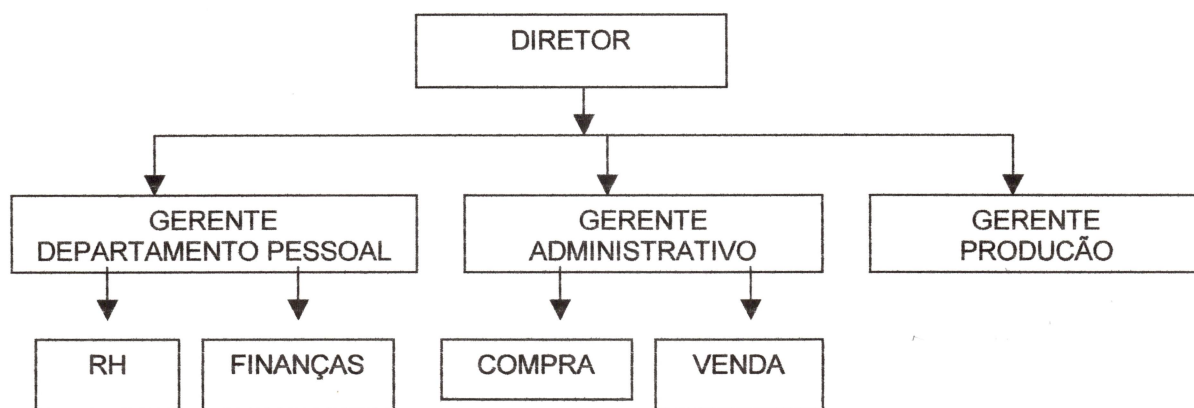 DIRETOR
GERENTE
DEPARTAMENTO PESSOAL
GERENTE
ADMINISTRATIVO
GERENTE
PRODUCÃO
RH
FINANÇAS
COMPRA
VENDA